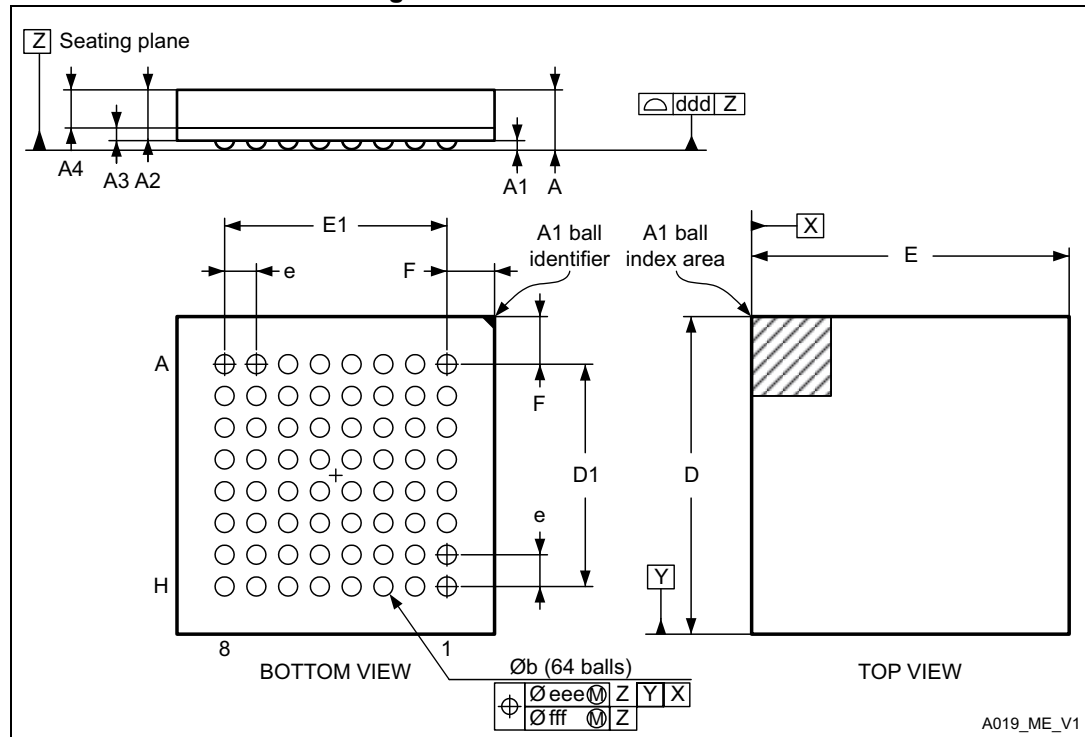 Z Seating plane
ddd Z
A4
A3 A2
A1
A
E1
e
F
A1 ball
identifier
A1 ball
index area
X
E
A
F
D1
D
e
H
Y
8
1
BOTTOM VIEW
Øb (64 balls)
TOP VIEW
Ø eee Ⓜ Z Y X
Ø fff Ⓜ Z
A019_ME_V1